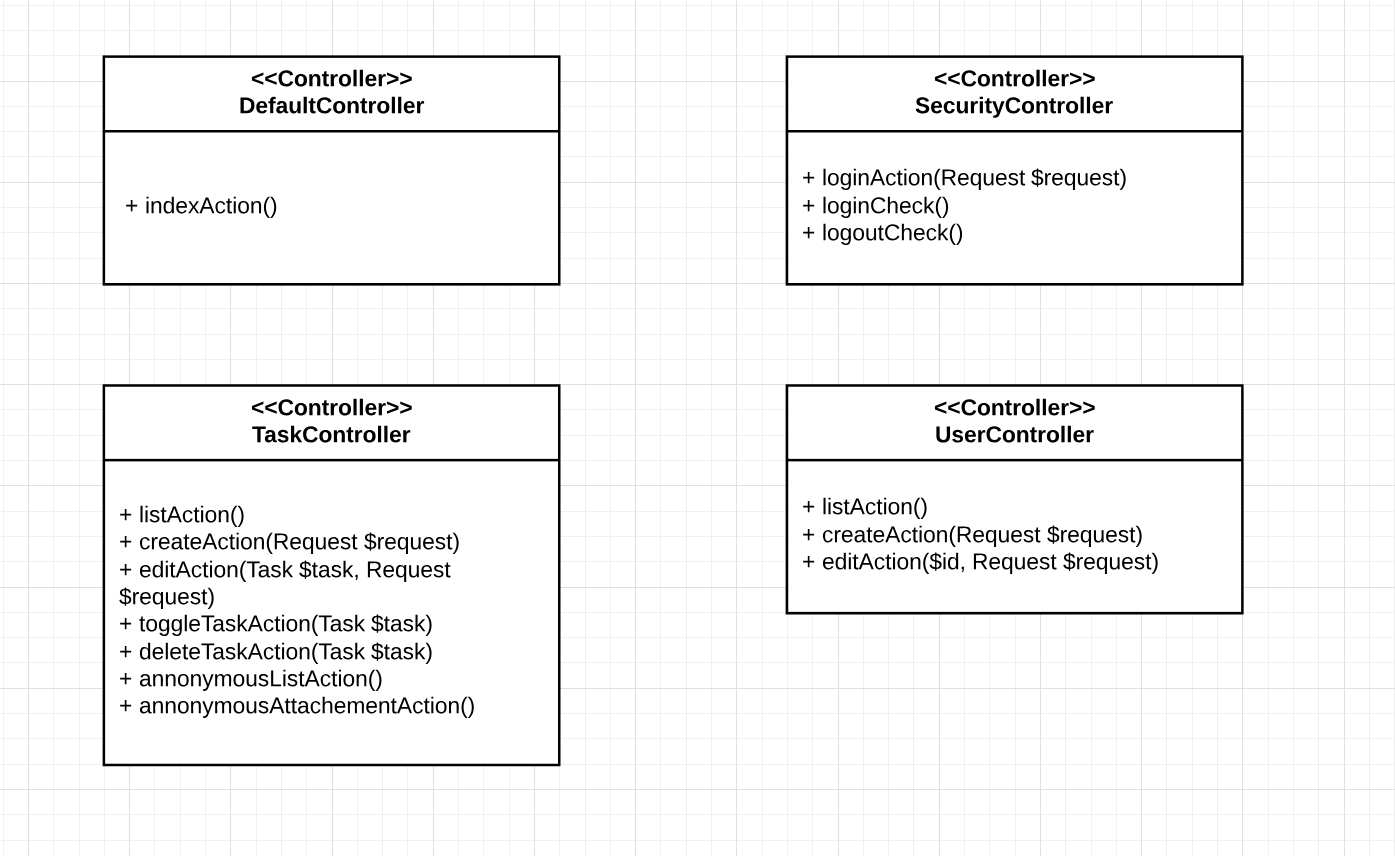 <<Controller>>
DefaultController
+ indexAction()
<<Controller>>
SecurityController
+ loginAction(Request $request)
+ loginCheck()
+ logoutCheck()
<<Controller>>
TaskController
+ listAction()
+ createAction(Request $request)
+ editAction(Task $task, Request
$request)
+ toggleTaskAction(Task $task)
+ deleteTaskAction(Task $task)
+ annonymousListAction()
+ annonymousAttachementAction()
<<Controller>>
UserController
+ listAction()
+ createAction(Request $request)
+ editAction($id, Request $request)